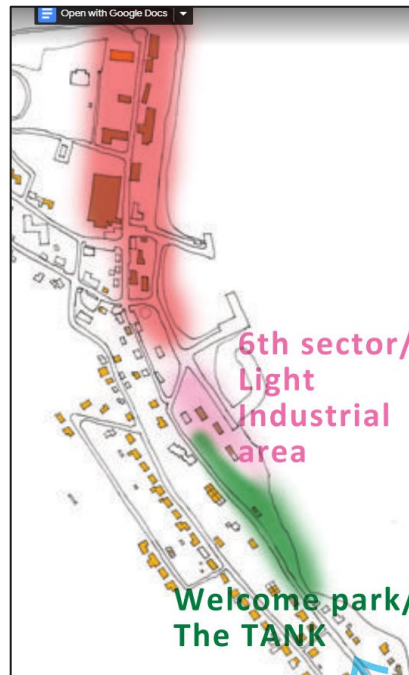 Open with Google Docs
6th sector/
Light
Industrial
area
Welcome park/
The TANK